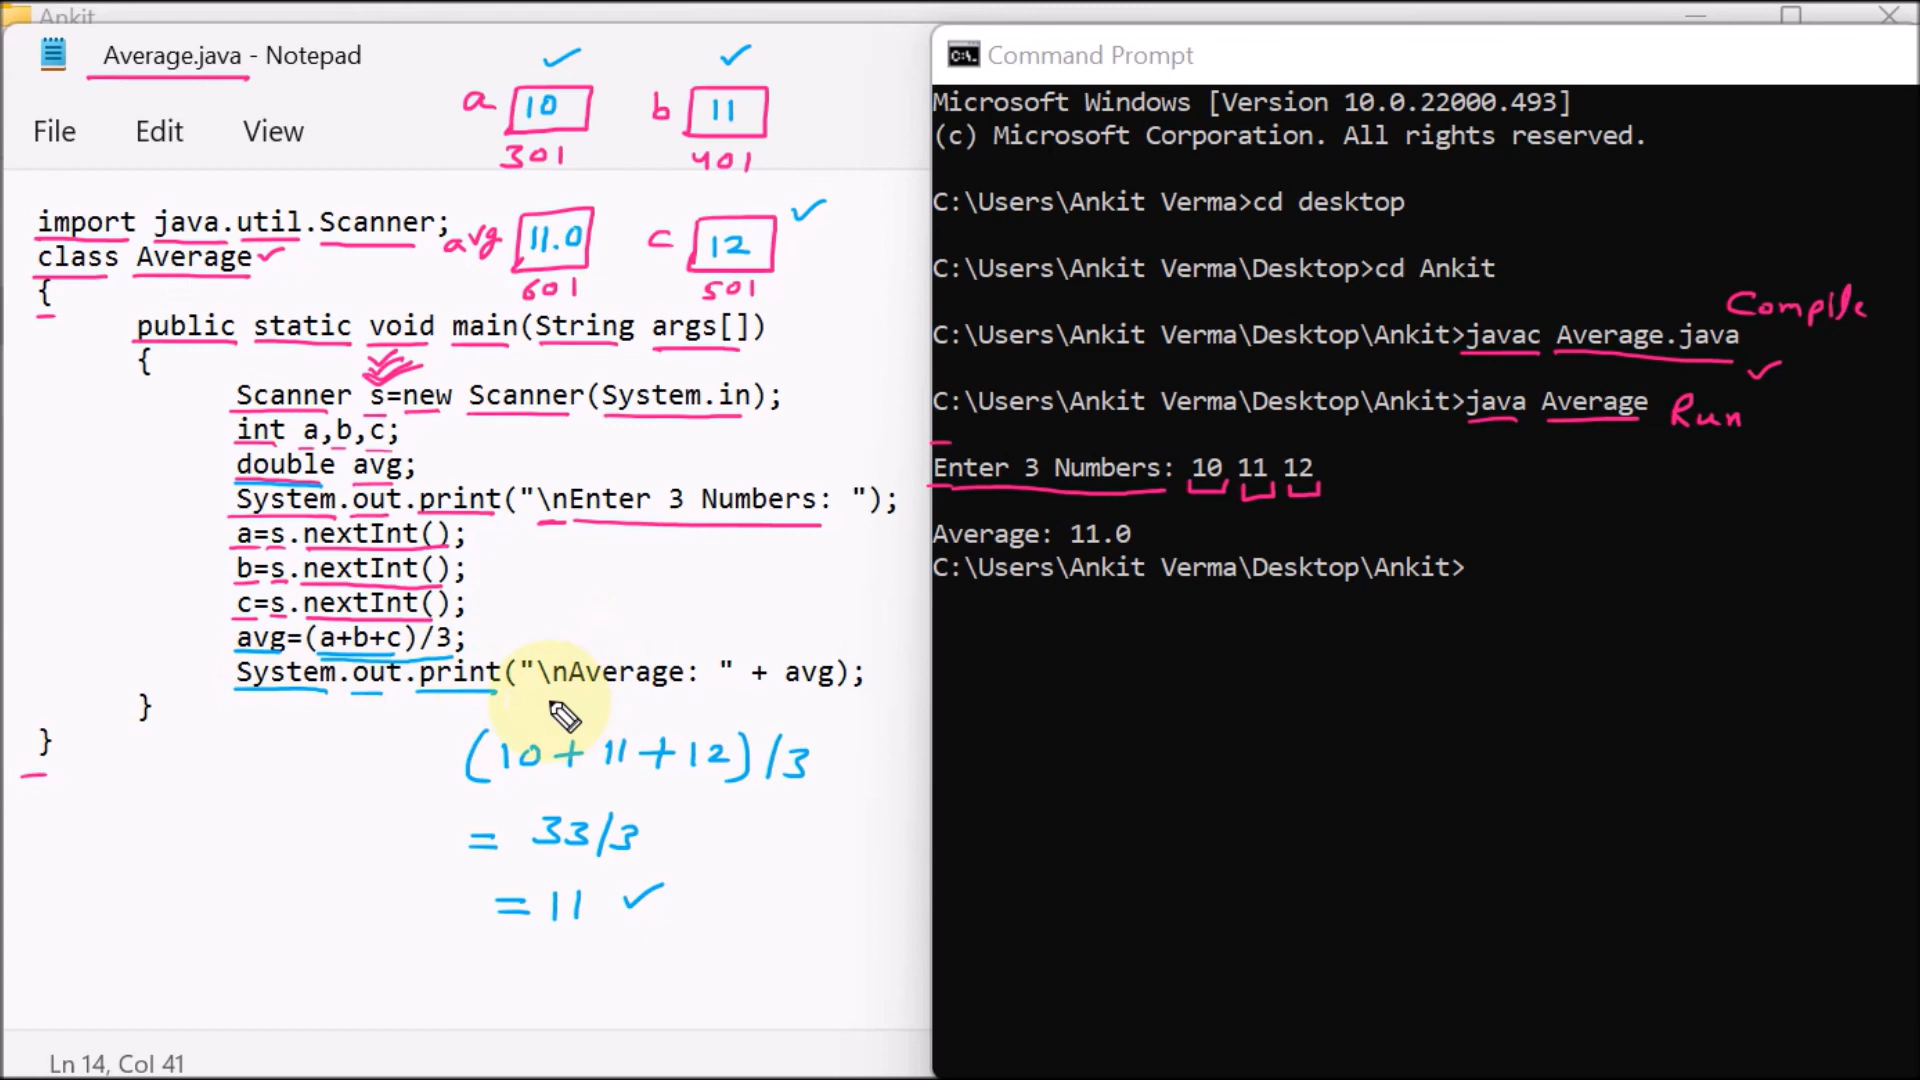 Ankit
Average.java - Notepad
File Edit View
a 10 301
b 11 401
avg 11.0 601
c 12 501
import java.util.Scanner;
class Average
{
public static void main(String args[])
{
Scanner s=new Scanner(System.in);
int a,b,c;
double avg;
System.out.print("\nEnter 3 Numbers: ");
a=s.nextInt();
b=s.nextInt();
c=s.nextInt();
avg=(a+b+c)/3;
System.out.print("\nAverage: " + avg);
}
}
(10+11+12)/3
= 33/3
= 11
Ln 14, Col 41
Command Prompt
Microsoft Windows [Version 10.0.22000.493]
(c) Microsoft Corporation. All rights reserved.
C:\Users\Ankit Verma>cd desktop
C:\Users\Ankit Verma\Desktop>cd Ankit
Compile
C:\Users\Ankit Verma\Desktop\Ankit>javac Average.java
C:\Users\Ankit Verma\Desktop\Ankit>java Average Run
Enter 3 Numbers: 10 11 12
Average: 11.0
C:\Users\Ankit Verma\Desktop\Ankit>